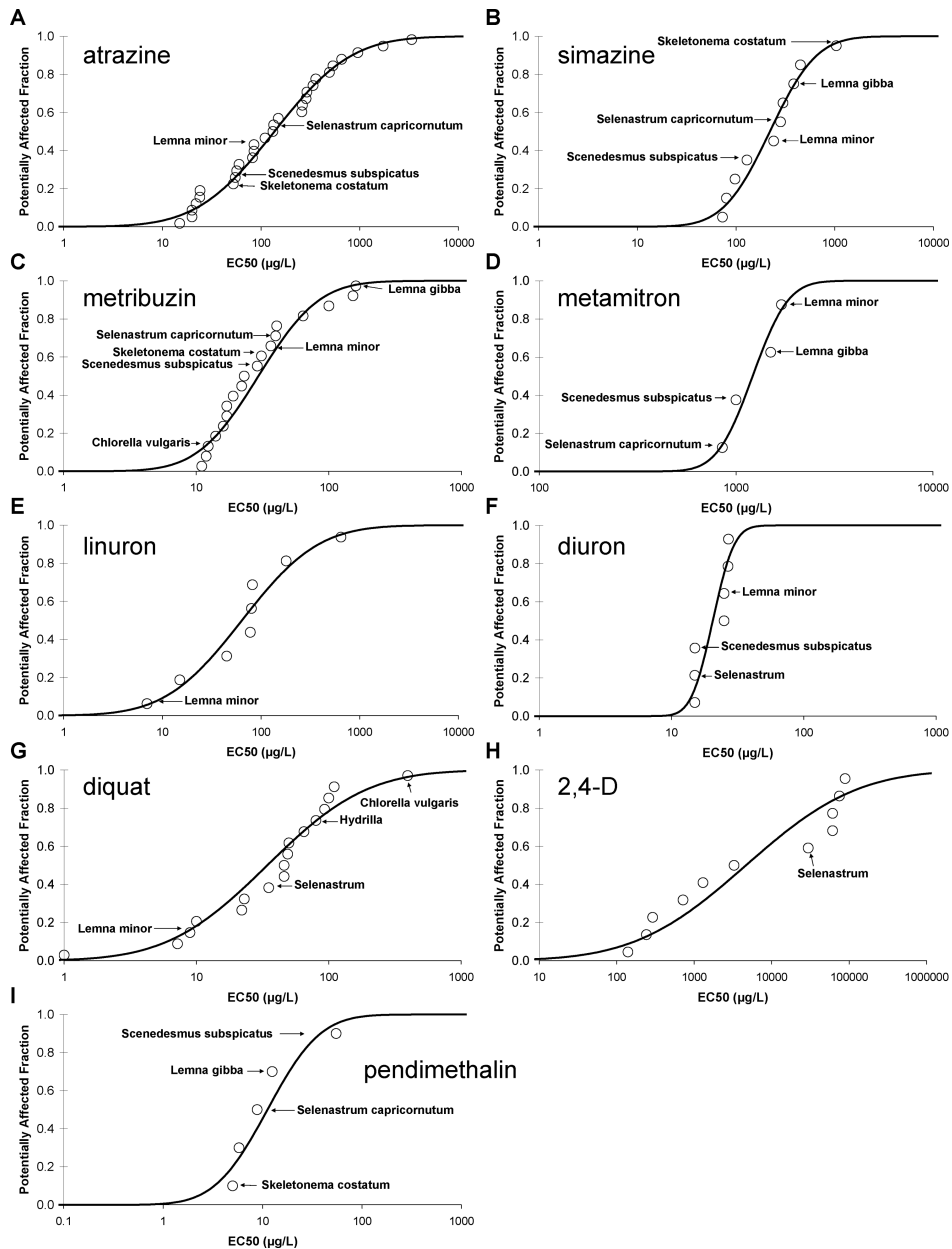 A
atrazine
Potentially Affected Fraction
1.0
0.8
0.6
0.4
0.2
0.0
Lemna minor
Selenastrum capricornutum
Scenedesmus subspicatus
Skeletonema costatum
1 10 100 1000 10000
EC50 (µg/L)
B
simazine
Potentially Affected Fraction
1.0
0.8
0.6
0.4
0.2
0.0
Skeletonema costatum
Lemna gibba
Selenastrum capricornutum
Lemna minor
Scenedesmus subspicatus
1 10 100 1000 10000
EC50 (µg/L)
C
metribuzin
Potentially Affected Fraction
1.0
0.8
0.6
0.4
0.2
0.0
Lemna gibba
Selenastrum capricornutum
Lemna minor
Skeletonema costatum
Scenedesmus subspicatus
Chlorella vulgaris
1 10 100 1000
EC50 (µg/L)
D
metamitron
Potentially Affected Fraction
1.0
0.8
0.6
0.4
0.2
0.0
Lemna minor
Lemna gibba
Scenedesmus subspicatus
Selenastrum capricornutum
100 1000 10000
EC50 (µg/L)
E
linuron
Potentially Affected Fraction
1.0
0.8
0.6
0.4
0.2
0.0
Lemna minor
1 10 100 1000 10000
EC50 (µg/L)
F
diuron
Potentially Affected Fraction
1.0
0.8
0.6
0.4
0.2
0.0
Lemna minor
Scenedesmus subspicatus
Selenastrum
1 10 100 1000
EC50 (µg/L)
G
diquat
Potentially Affected Fraction
1.0
0.8
0.6
0.4
0.2
0.0
Chlorella vulgaris
Hydrilla
Selenastrum
Lemna minor
1 10 100 1000
EC50 (µg/L)
H
2,4-D
Potentially Affected Fraction
1.0
0.8
0.6
0.4
0.2
0.0
Selenastrum
10 100 1000 10000 100000 1000000
EC50 (µg/L)
I
pendimethalin
Potentially Affected Fraction
1.0
0.8
0.6
0.4
0.2
0.0
Scenedesmus subspicatus
Lemna gibba
Selenastrum capricornutum
Skeletonema costatum
0.1 1 10 100 1000
EC50 (µg/L)